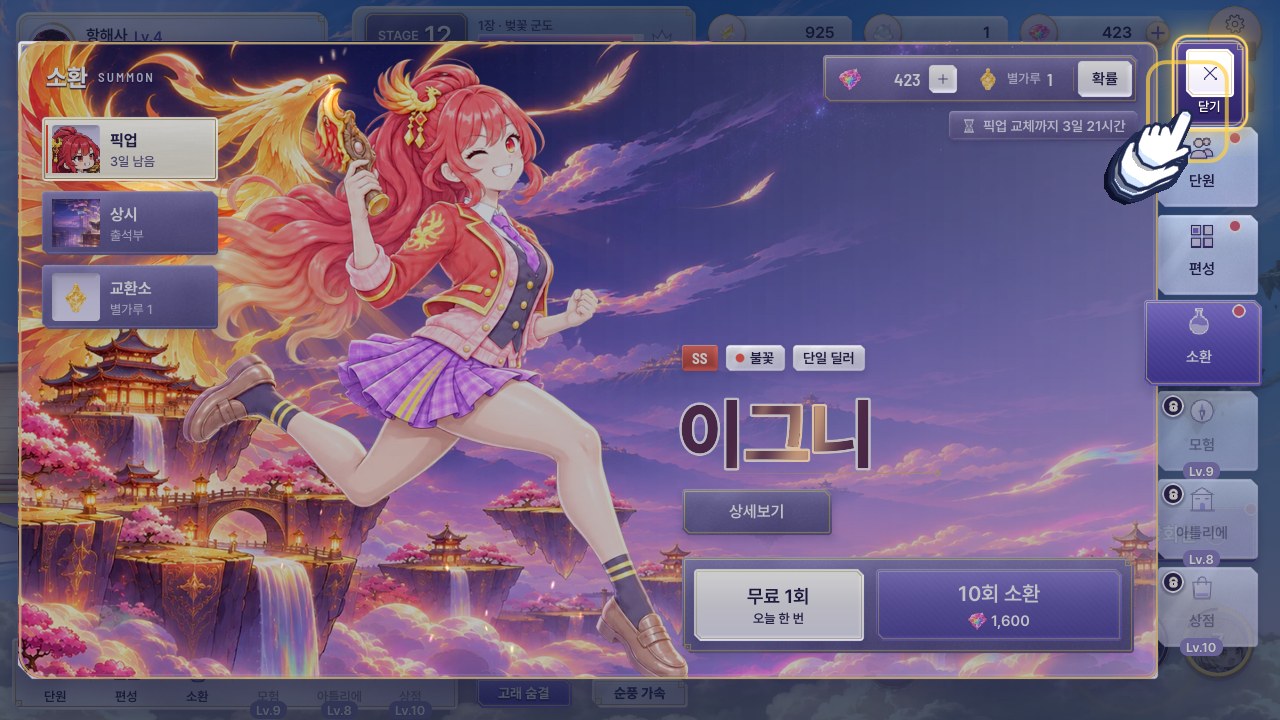 항해사 Lv.4
STAGE 12
1장 · 벚꽃 군도
925
1
423
소환 SUMMON
423
별가루 1
확률
닫기
픽업 교체까지 3일 21시간
픽업
3일 남음
상시
출석부
교환소
별가루 1
단원
편성
소환
모험
Lv.9
아틀리에
Lv.8
상점
Lv.10
SS
불꽃
단일 딜러
이그니
상세보기
무료 1회
오늘 한 번
10회 소환
1,600
단원
편성
소환
모험
Lv.9
아틀리에
Lv.8
상점
Lv.10
고래 숨결
순풍 가속